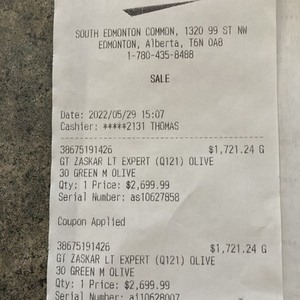 SOUTH EDMONTON COMMON, 1320 99 ST NW
EDMONTON, Alberta, T6N 0A8
1-780-435-8488
SALE
Date: 2022/05/29 15:07
Cashier: *****2131 THOMAS
38675191426 $1,721.24 G
GT ZASKAR LT EXPERT (Q121) OLIVE
30 GREEN M OLIVE
Qty: 1 Price: $2,699.99
Serial Number: as10627858
Coupon Applied
38675191426 $1,721.24 G
GT ZASKAR LT EXPERT (Q121) OLIVE
30 GREEN M OLIVE
Qty: 1 Price: $2,699.99
Serial Number: ai10628007